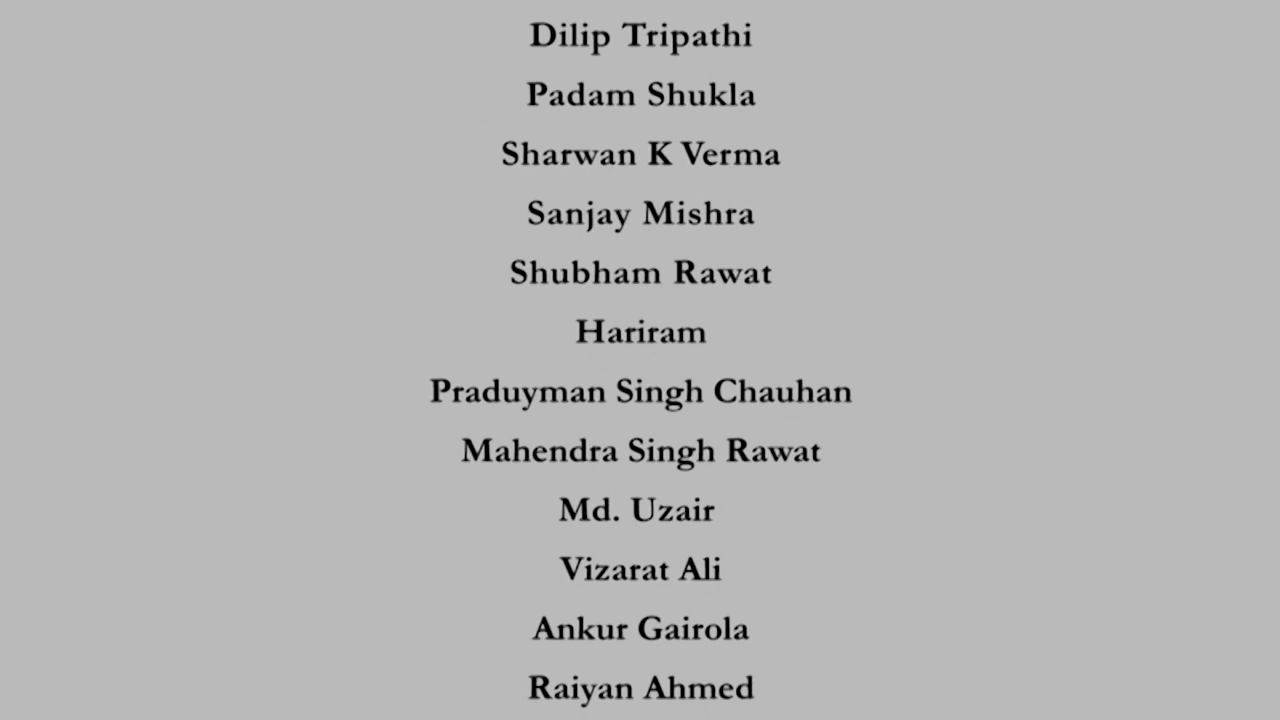 Dilip Tripathi
Padam Shukla
Sharwan K Verma
Sanjay Mishra
Shubham Rawat
Hariram
Praduyman Singh Chauhan
Mahendra Singh Rawat
Md. Uzair
Vizarat Ali
Ankur Gairola
Raiyan Ahmed